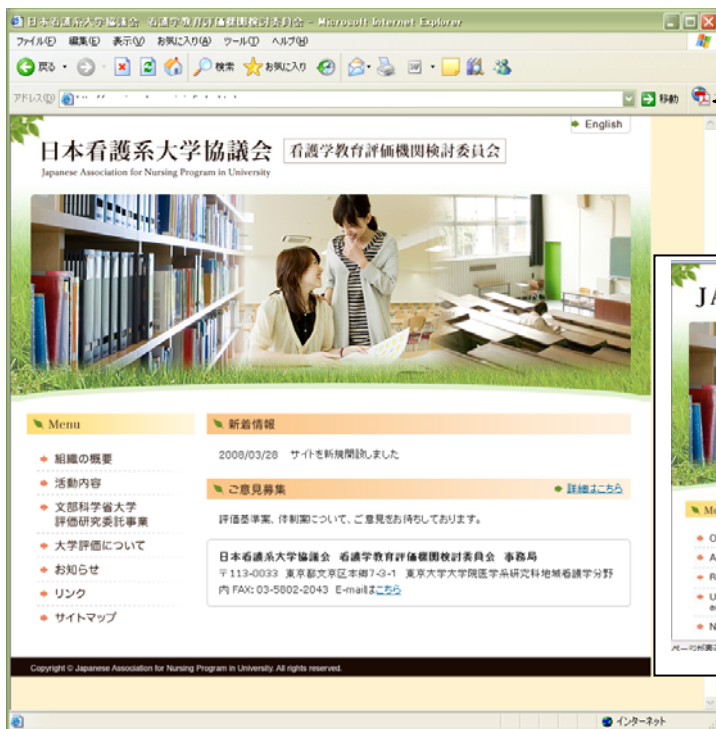 日本看護系大学協議会 看護学教育評価機関検討委員会 - Microsoft Internet Explorer
ファイル(F) 編集(E) 表示(V) お気に入り(A) ツール(T) ヘルプ(H)
戻る 検索 お気に入り
アドレス(D) 移動
English
日本看護系大学協議会 看護学教育評価機関検討委員会
Japanese Association for Nursing Program in University
JA
Menu
組織の概要
活動内容
文部科学省大学
評価研究委託事業
大学評価について
お知らせ
リンク
サイトマップ
新着情報
2008/03/28 サイトを新規開設しました
ご意見募集 詳細はこちら
評価基準案、体制案について、ご意見をお待ちしております。
日本看護系大学協議会 看護学教育評価機関検討委員会 事務局
〒113-0033 東京都文京区本郷7-3-1 東京大学大学院医学系研究科地域看護学分野
内 FAX: 03-5802-2043 E-mailはこちら
Me
O
A
R
U
N
ページが表
Copyright © Japanese Association for Nursing Program in University. All rights reserved.
インターネット